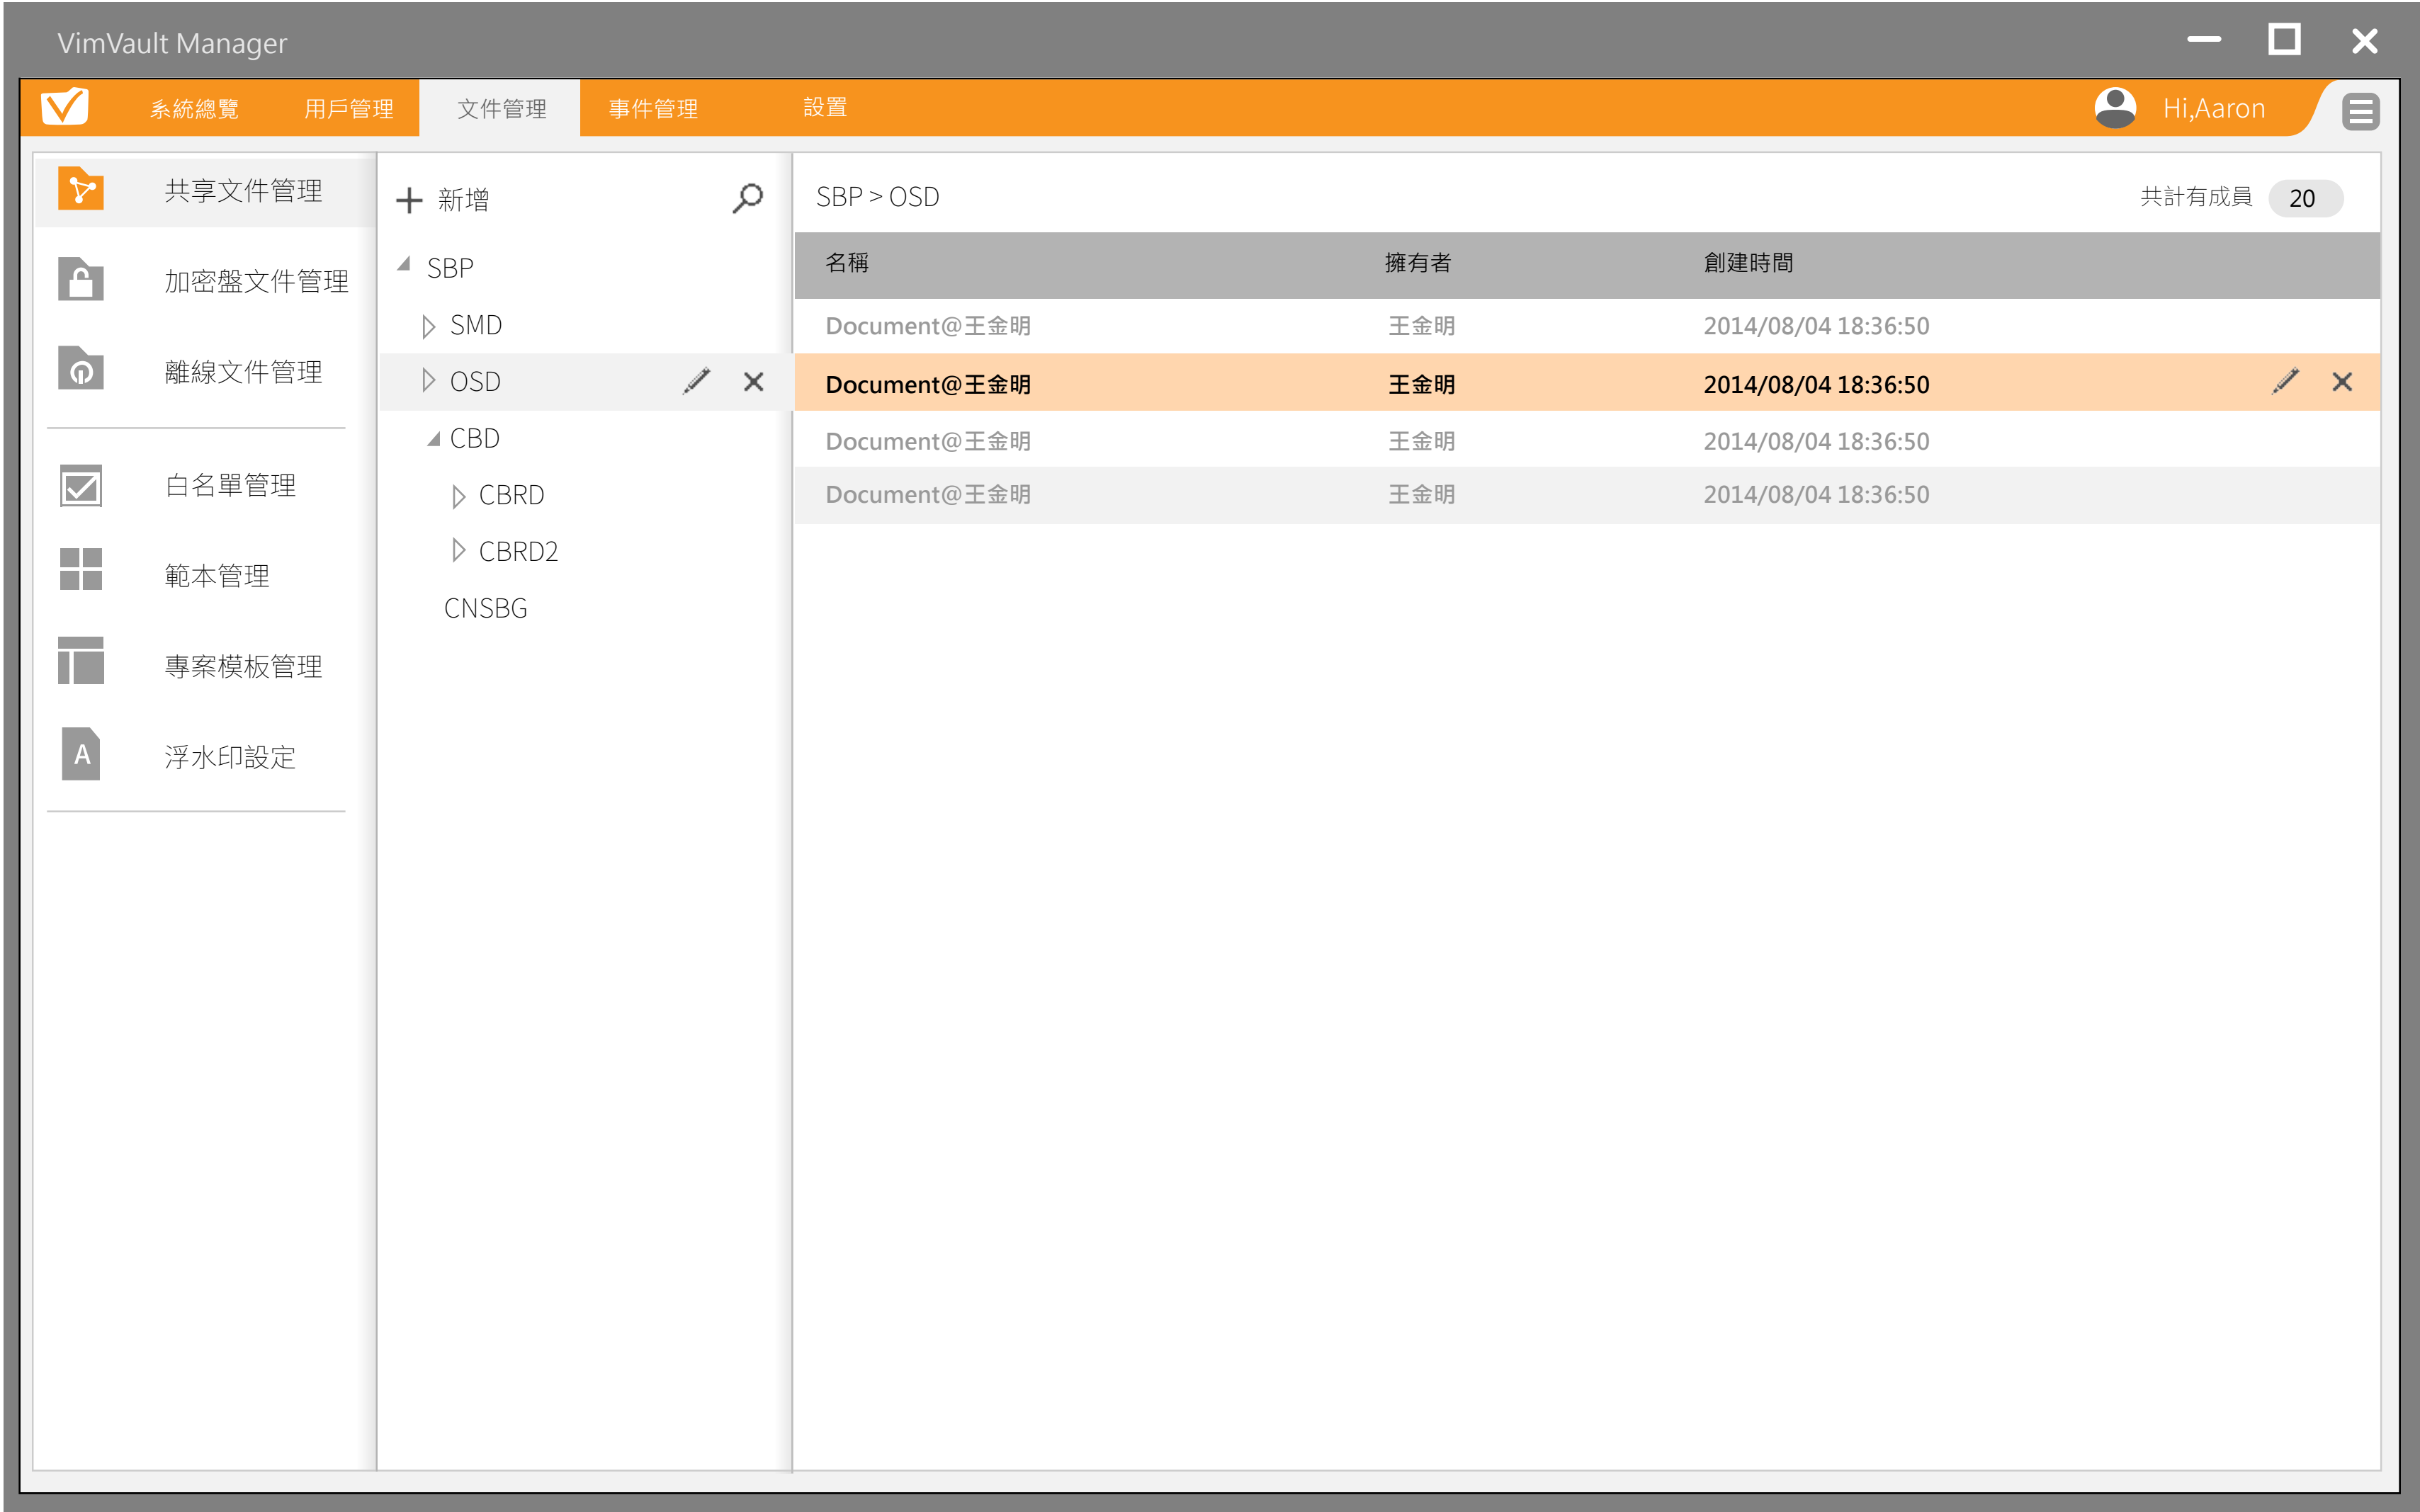 VimVault Manager
系統總覽 用戶管理 文件管理 事件管理 設置 Hi,Aaron
共享文件管理
加密盤文件管理
離線文件管理
白名單管理
範本管理
專案模板管理
A 浮水印設定
新增
SBP
SMD
OSD
CBD
CBRD
CBRD2
CNSBG
SBP > OSD 共計有成員 20
名稱 擁有者 創建時間
Document@王金明 王金明 2014/08/04 18:36:50
Document@王金明 王金明 2014/08/04 18:36:50
Document@王金明 王金明 2014/08/04 18:36:50
Document@王金明 王金明 2014/08/04 18:36:50